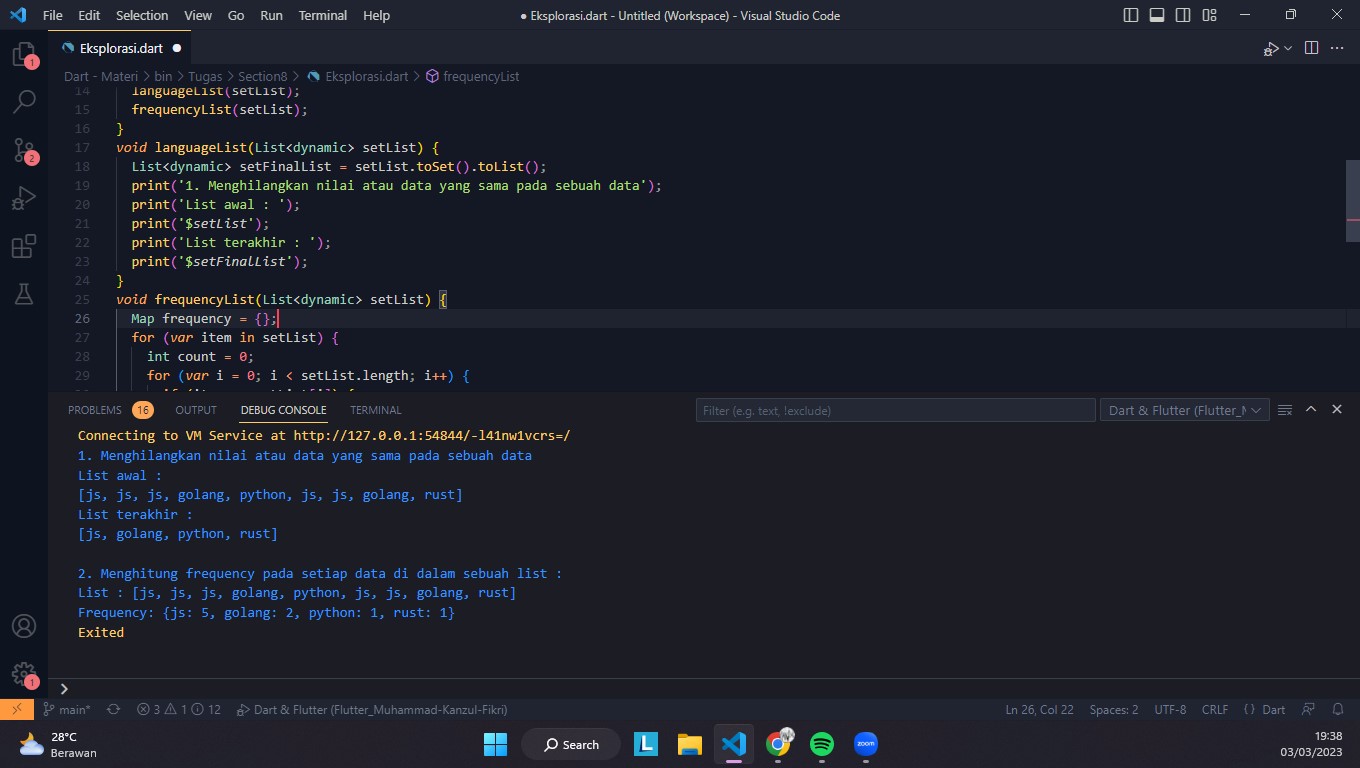 File Edit Selection View Go Run Terminal Help
● Eksplorasi.dart - Untitled (Workspace) - Visual Studio Code
Eksplorasi.dart
Dart - Materi > bin > Tugas > Section8 > Eksplorasi.dart > frequencyList
14 languageList(setList);
15 frequencyList(setList);
16 }
17 void languageList(List<dynamic> setList) {
18 List<dynamic> setFinalList = setList.toSet().toList();
19 print('1. Menghilangkan nilai atau data yang sama pada sebuah data');
20 print('List awal : ');
21 print('$setList');
22 print('List terakhir : ');
23 print('$setFinalList');
24 }
25 void frequencyList(List<dynamic> setList) {
26 Map frequency = {};
27 for (var item in setList) {
28 int count = 0;
29 for (var i = 0; i < setList.length; i++) {
PROBLEMS 16 OUTPUT DEBUG CONSOLE TERMINAL
Filter (e.g. text, !exclude)
Dart & Flutter (Flutter_M
Connecting to VM Service at http://127.0.0.1:54844/-l41nw1vcrs=/
1. Menghilangkan nilai atau data yang sama pada sebuah data
List awal :
[js, js, js, golang, python, js, js, golang, rust]
List terakhir :
[js, golang, python, rust]
2. Menghitung frequency pada setiap data di dalam sebuah list :
List : [js, js, js, golang, python, js, js, golang, rust]
Frequency: {js: 5, golang: 2, python: 1, rust: 1}
Exited
1
2
1
main* 3 1 12 Dart & Flutter (Flutter_Muhammad-Kanzul-Fikri)
Ln 26, Col 22 Spaces: 2 UTF-8 CRLF {} Dart
28°C
Berawan
Search
L
zoom
19:38
03/03/2023